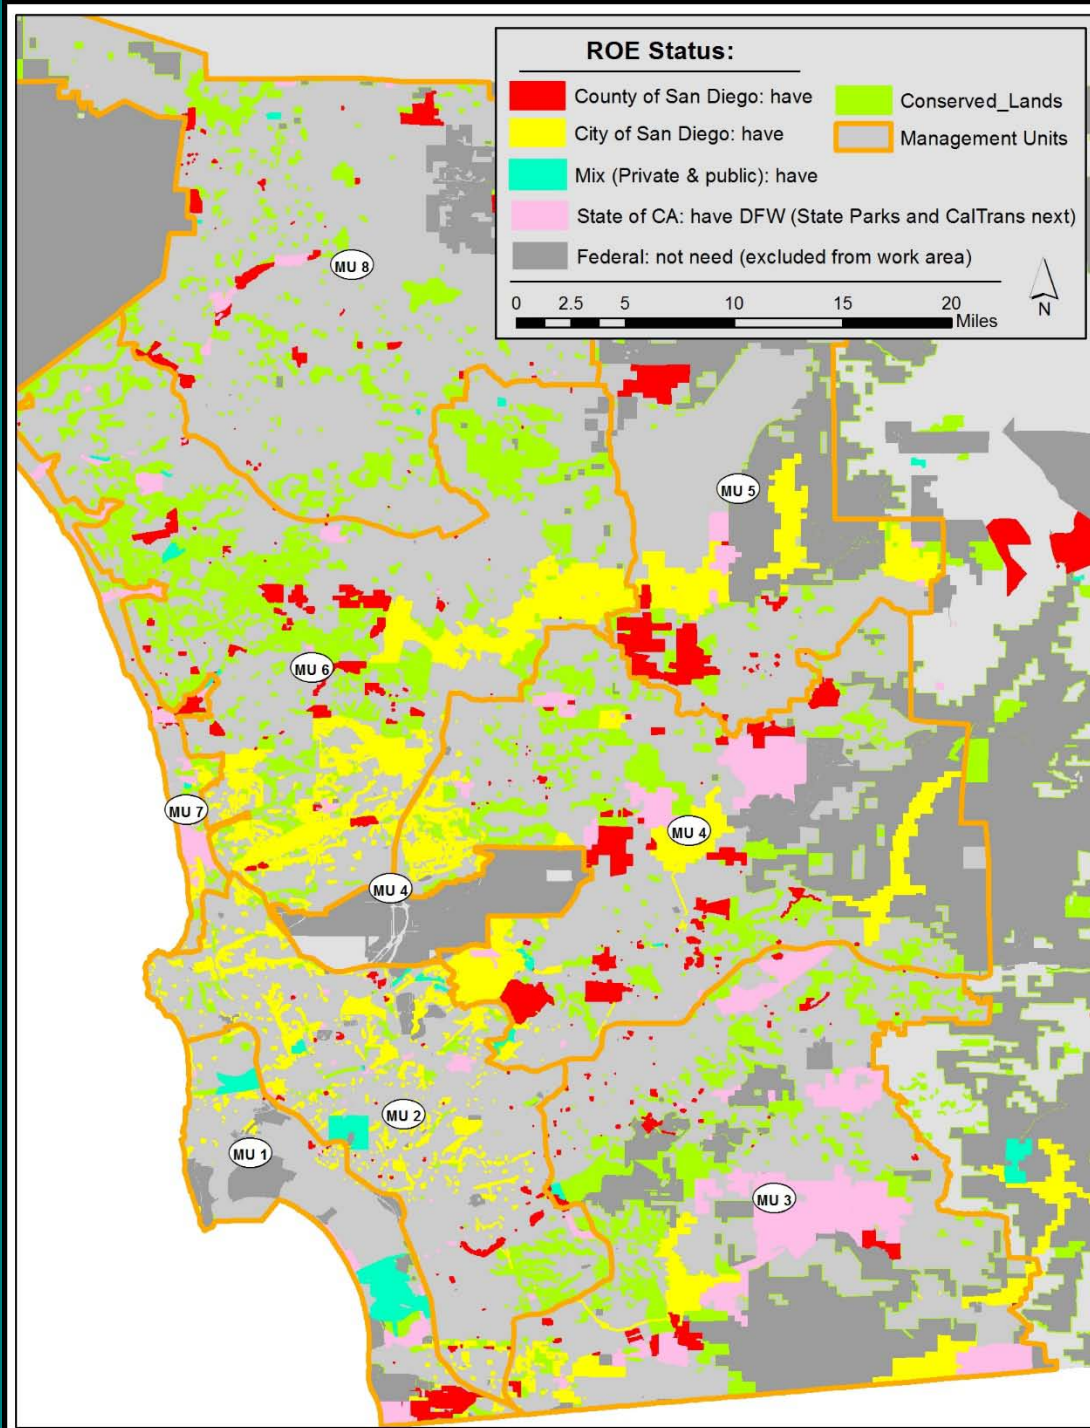 ROE Status:
County of San Diego: have
City of San Diego: have
Mix (Private & public): have
State of CA: have DFW (State Parks and CalTrans next)
Federal: not need (excluded from work area)
Conserved_Lands
Management Units
0 2.5 5 10 15 20
Miles
N
MU 8
MU 5
MU 6
MU 7
MU 4
MU 4
MU 2
MU 1
MU 3